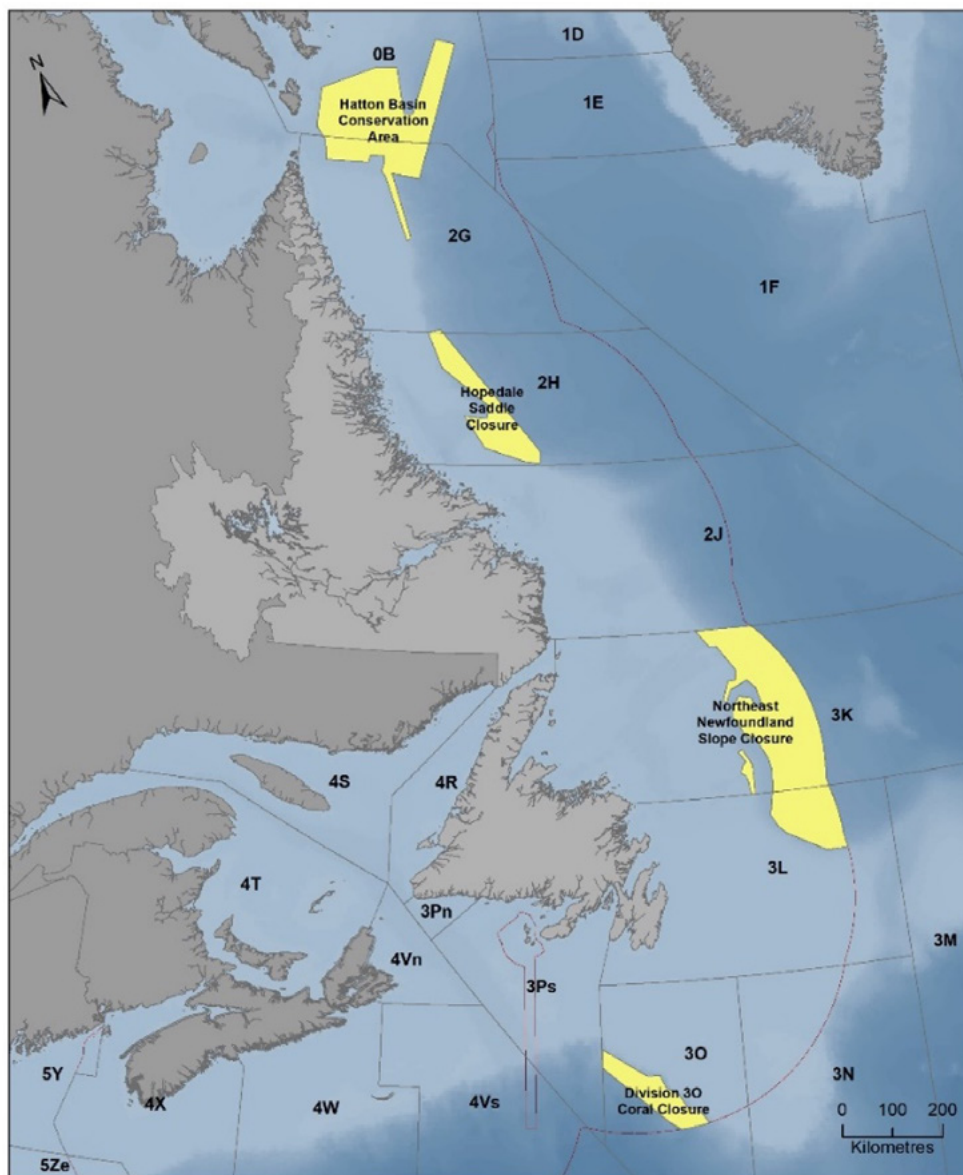 1D
0B
N
1E
Hatton Basin
Conservation
Area
2G
1F
2H
Hopedale
Saddle
Closure
2J
Northeast
Newfoundland
Slope Closure
3K
4S
4R
3L
4T
3Pn
3M
4Vn
3Ps
3O
5Y
3N
4X
4W
4Vs
Division 3O
Coral Closure
0 100 200
Kilometres
5Ze